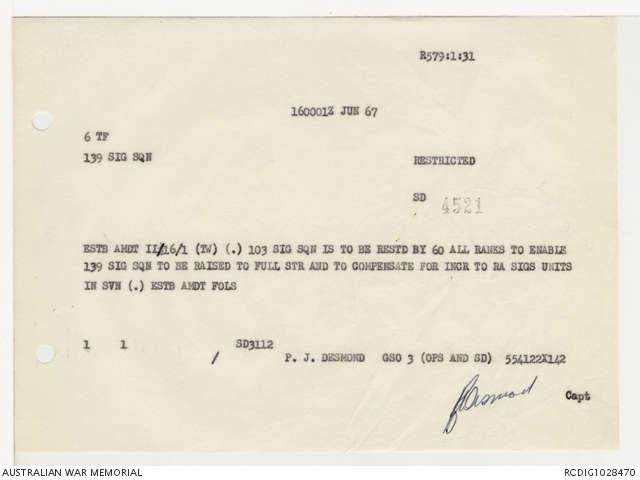 R579:1:31
160001Z JUN 67
6 TF
139 SIG SQN
RESTRICTED
SD 4521
ESTB AMDT II/16/1 (TW) (.) 103 SIG SQN IS TO BE REST'D BY 60 ALL RANKS TO ENABLE
139 SIG SQN TO BE RAISED TO FULL STR AND TO COMPENSATE FOR INCR TO RA SIGS UNITS
IN SVN (.) ESTB AMDT FOLS
1 1 SD3112
/ P. J. DESMOND GSO 3 (OPS AND SD) 554122X142
Desmond
Capt
AUSTRALIAN WAR MEMORIAL
RCDIG1028470